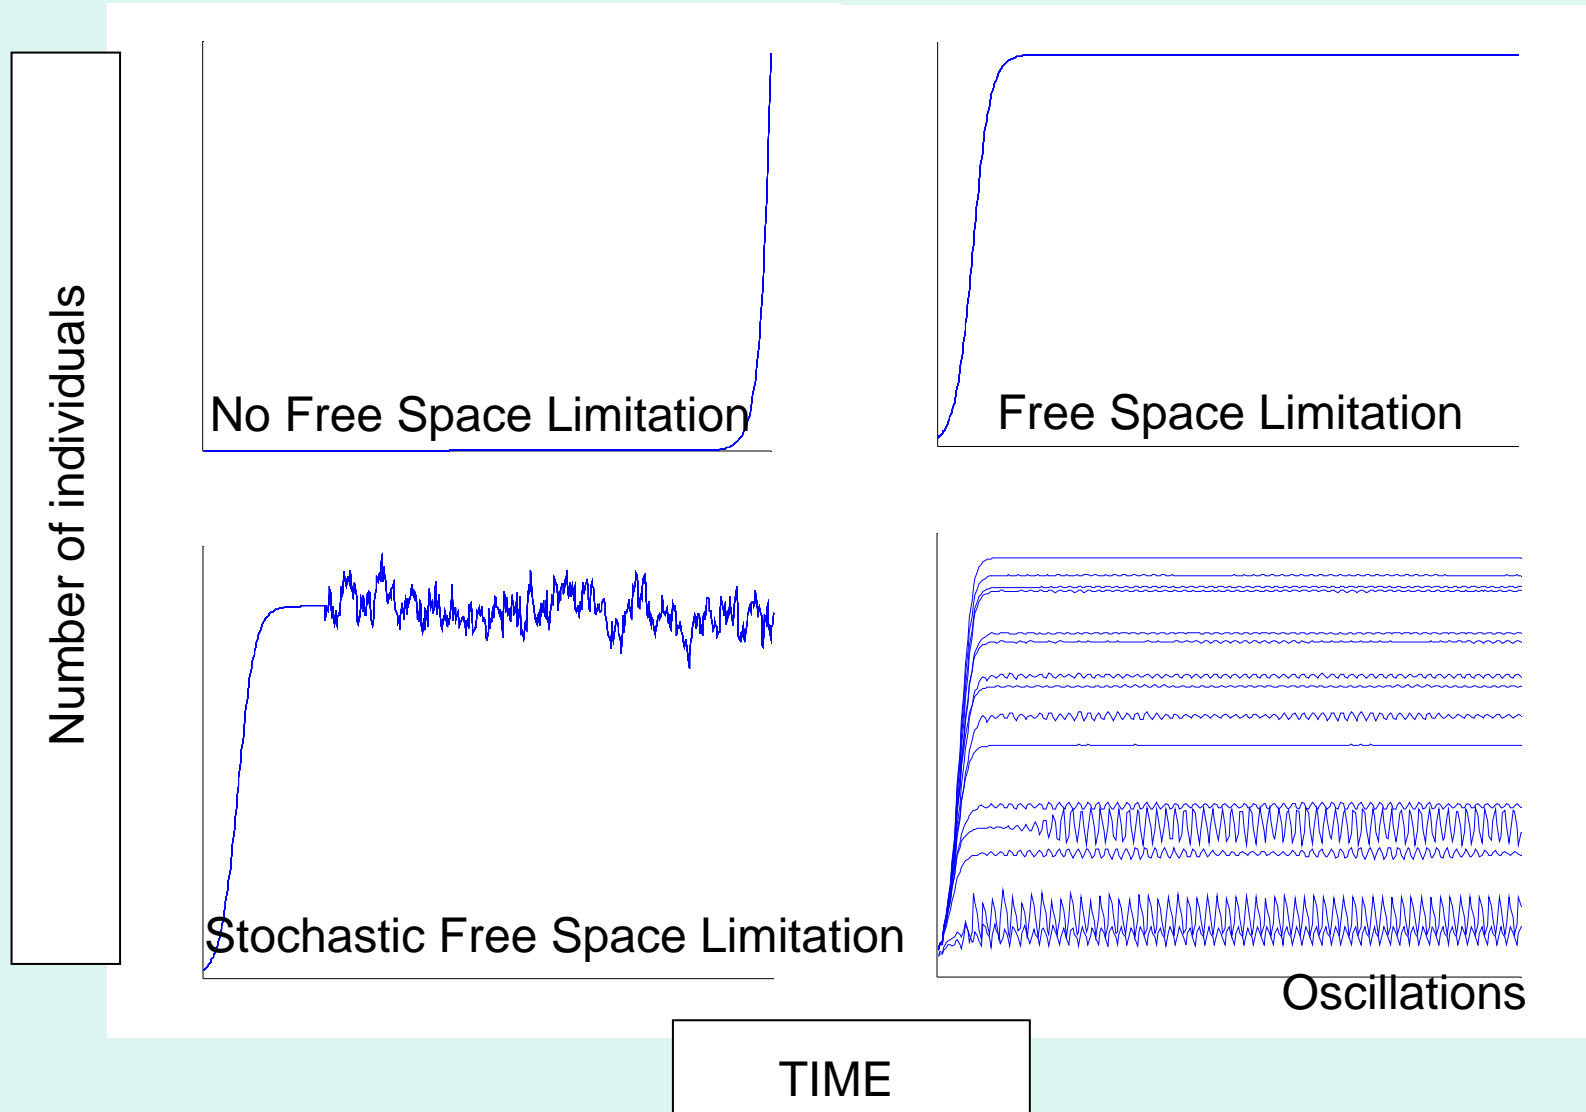 Number of individuals
No Free Space Limitation
Free Space Limitation
Stochastic Free Space Limitation
Oscillations
TIME